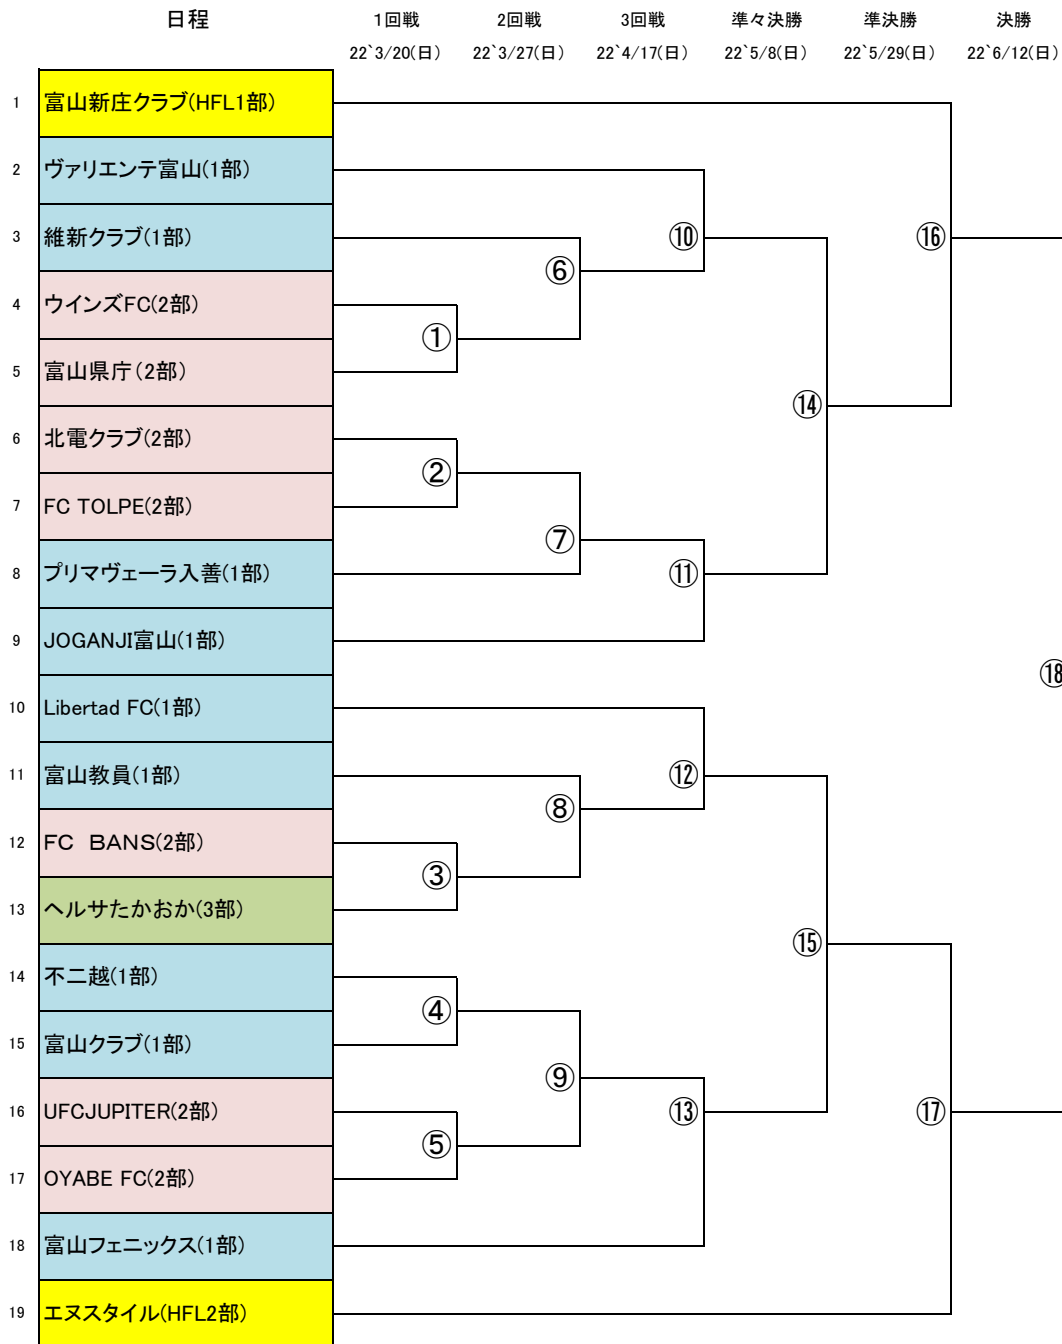 日程 1回戦 2回戦 3回戦 準々決勝 準決勝 決勝
22`3/20(日) 22`3/27(日) 22`4/17(日) 22`5/8(日) 22`5/29(日) 22`6/12(日)
1 富山新庄クラブ(HFL1部)
2 ヴァリエンテ富山(1部)
3 維新クラブ(1部) ⑩ ⑯
⑥
4 ウインズFC(2部)
①
5 富山県庁(2部)
⑭
6 北電クラブ(2部)
②
7 FC TOLPE(2部)
⑦
8 プリマヴェーラ入善(1部) ⑪
9 JOGANJI富山(1部)
⑱
10 Libertad FC(1部)
11 富山教員(1部) ⑫
⑧
12 FC BANS(2部)
③
13 ヘルサたかおか(3部)
⑮
14 不二越(1部)
④
15 富山クラブ(1部)
⑨
16 UFCJUPITER(2部) ⑬ ⑰
⑤
17 OYABE FC(2部)
18 富山フェニックス(1部)
19 エヌスタイル(HFL2部)